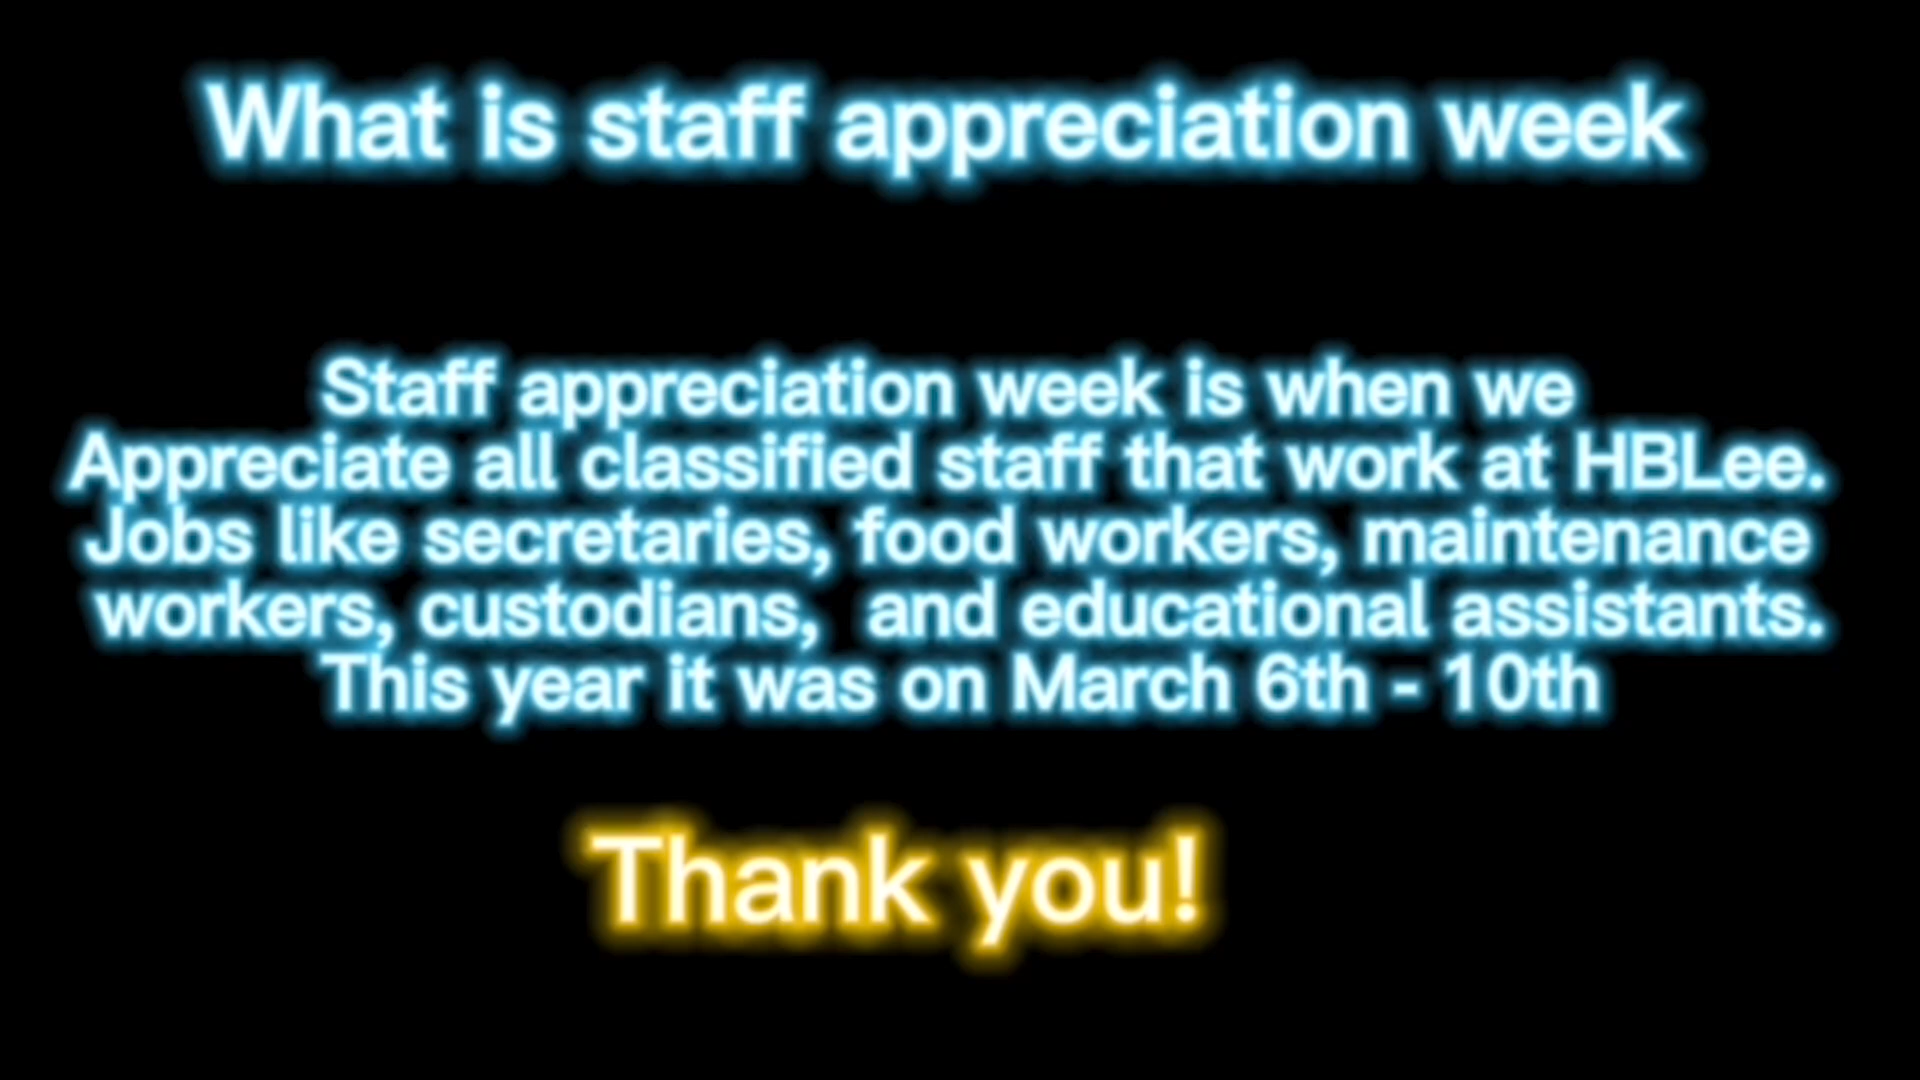 What is staff appreciation week
Staff appreciation week is when we
Appreciate all classified staff that work at HBLee.
Jobs like secretaries, food workers, maintenance
workers, custodians,  and educational assistants.
This year it was on March 6th - 10th
Thank you!